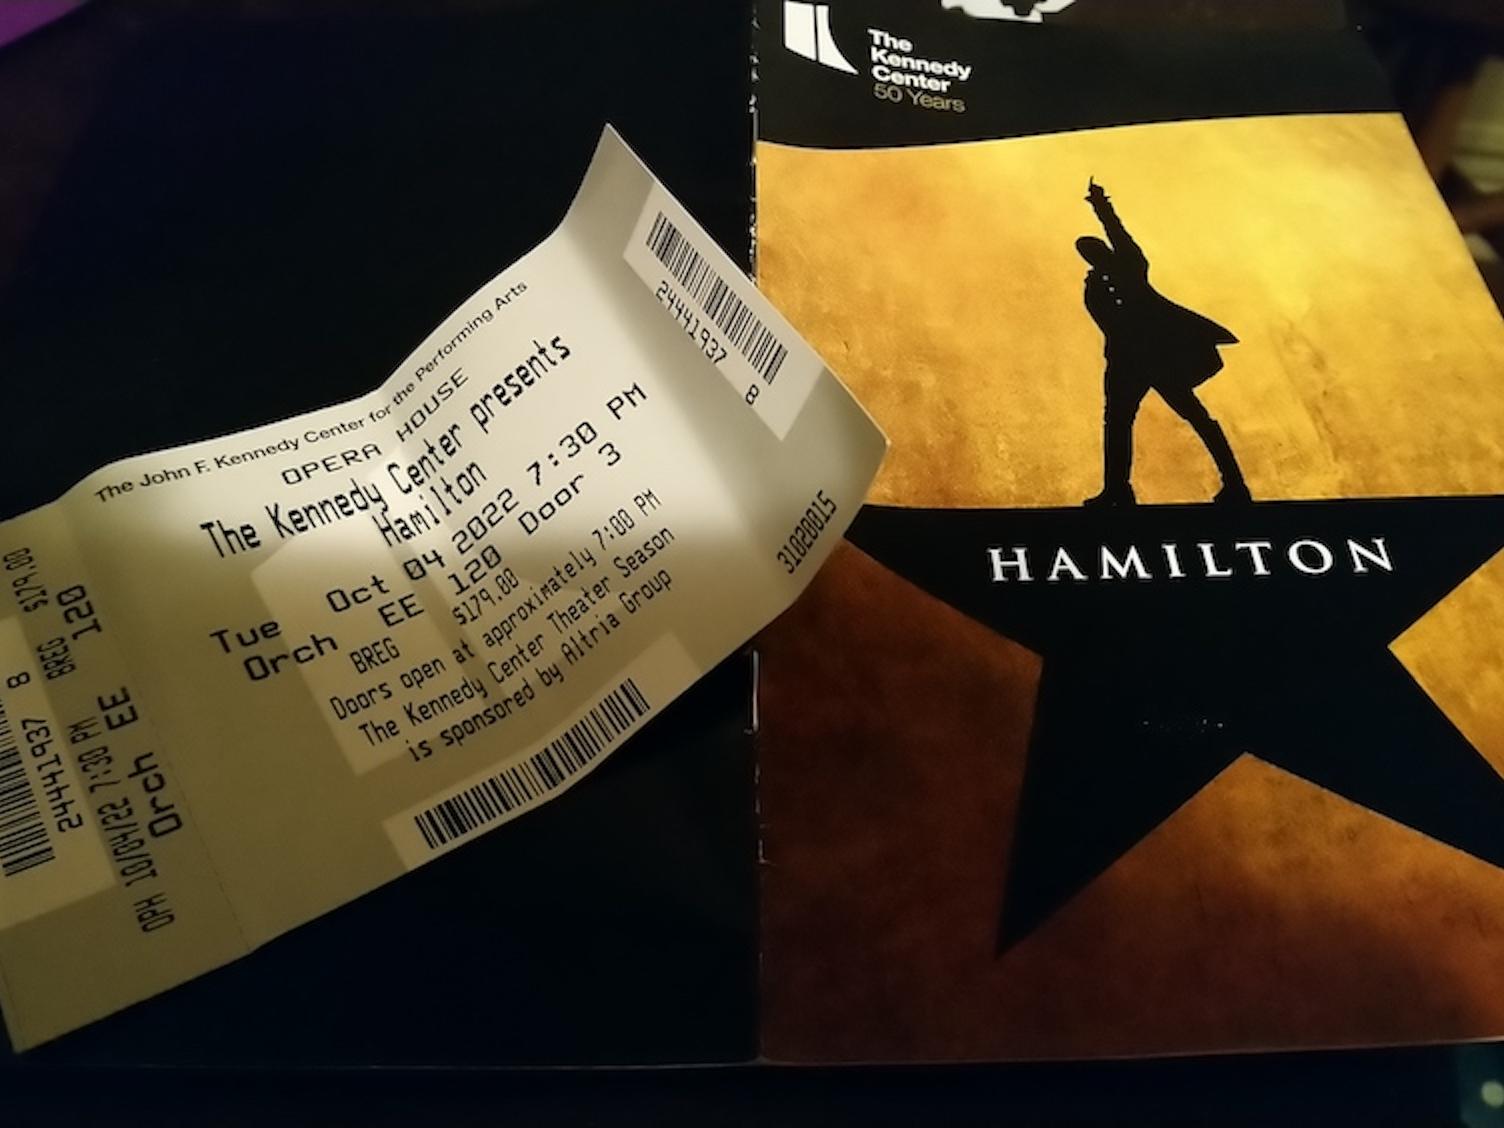 The John F. Kennedy Center for the Performing Arts
OPERA HOUSE
The Kennedy Center presents
Hamilton
Tue Oct 04 2022 7:30 PM
Orch EE 120 Door 3
BREG $179.00
Doors open at approximately 7:00 PM
The Kennedy Center Theater Season
is sponsored by Altria Group
24441937 8
31020015
OPH 10/04/22 7:30 PM BREG $179.00
Orch EE 120
24441937 8
The
Kennedy
Center
50 Years
HAMILTON